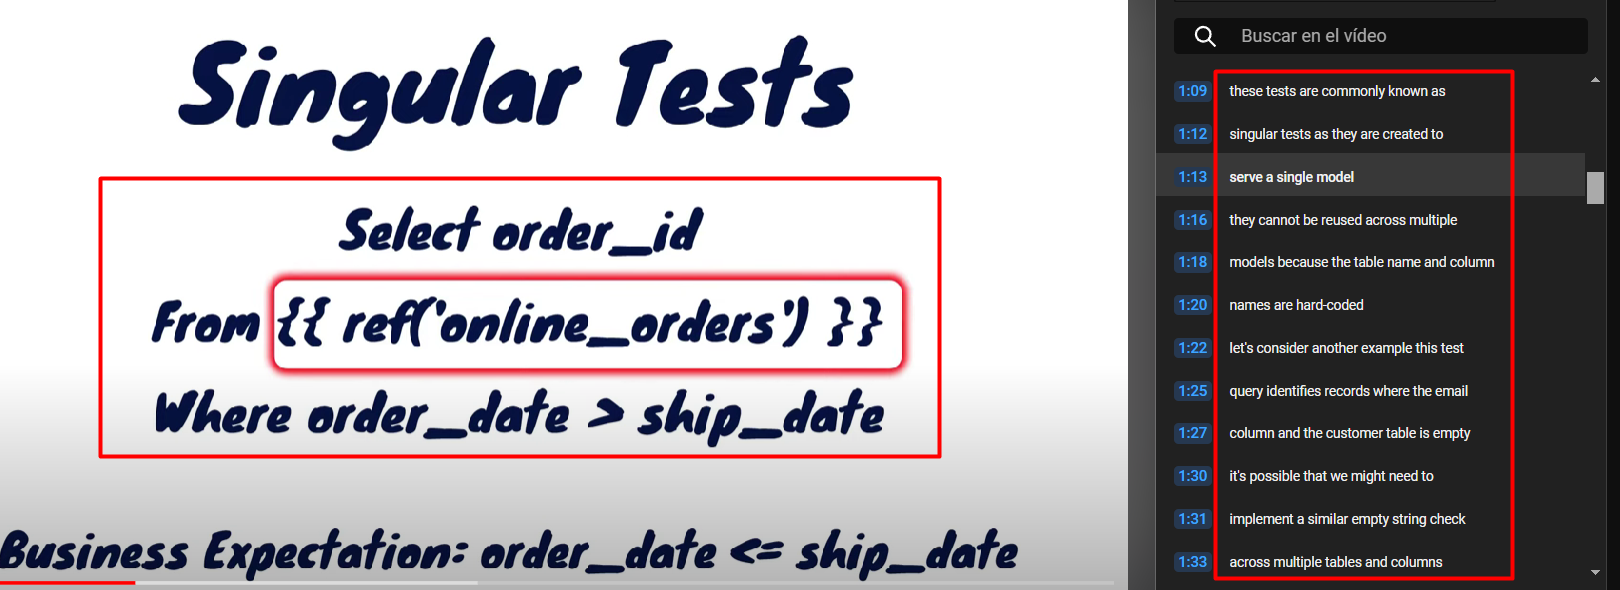 Singular Tests
Select order_id
From {{ ref('online_orders') }}
Where order_date > ship_date
Business Expectation: order_date <= ship_date
Buscar en el vídeo
1:09 these tests are commonly known as
1:12 singular tests as they are created to
1:13 serve a single model
1:16 they cannot be reused across multiple
1:18 models because the table name and column
1:20 names are hard-coded
1:22 let's consider another example this test
1:25 query identifies records where the email
1:27 column and the customer table is empty
1:30 it's possible that we might need to
1:31 implement a similar empty string check
1:33 across multiple tables and columns